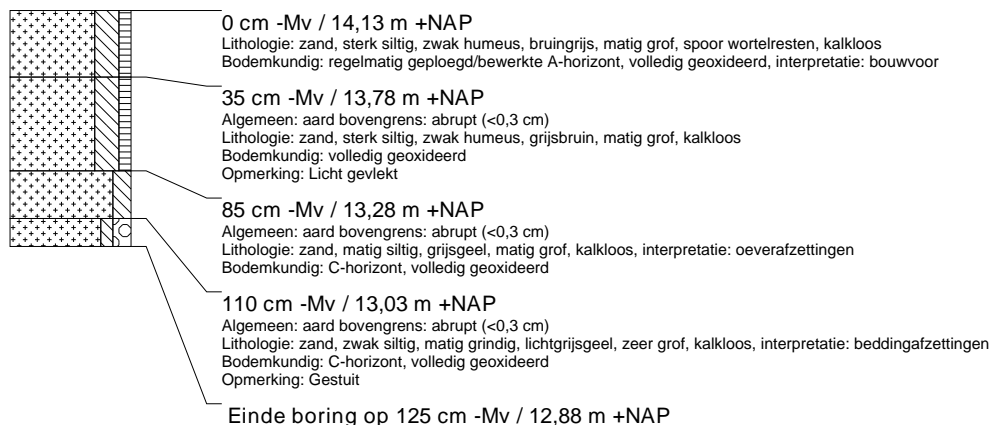 0 cm -Mv / 14,13 m +NAP
Lithologie: zand, sterk siltig, zwak humeus, bruingrijs, matig grof, spoor wortelresten, kalkloos
Bodemkundig: regelmatig geploegd/bewerkte A-horizont, volledig geoxideerd, interpretatie: bouwvoor
35 cm -Mv / 13,78 m +NAP
Algemeen: aard bovengrens: abrupt (<0,3 cm)
Lithologie: zand, sterk siltig, zwak humeus, grijsbruin, matig grof, kalkloos
Bodemkundig: volledig geoxideerd
Opmerking: Licht gevlekt
85 cm -Mv / 13,28 m +NAP
Algemeen: aard bovengrens: abrupt (<0,3 cm)
Lithologie: zand, matig siltig, grijsgeel, matig grof, kalkloos, interpretatie: oeverafzettingen
Bodemkundig: C-horizont, volledig geoxideerd
110 cm -Mv / 13,03 m +NAP
Algemeen: aard bovengrens: abrupt (<0,3 cm)
Lithologie: zand, zwak siltig, matig grindig, lichtgrijsgeel, zeer grof, kalkloos, interpretatie: beddingafzettingen
Bodemkundig: C-horizont, volledig geoxideerd
Opmerking: Gestuit
Einde boring op 125 cm -Mv / 12,88 m +NAP